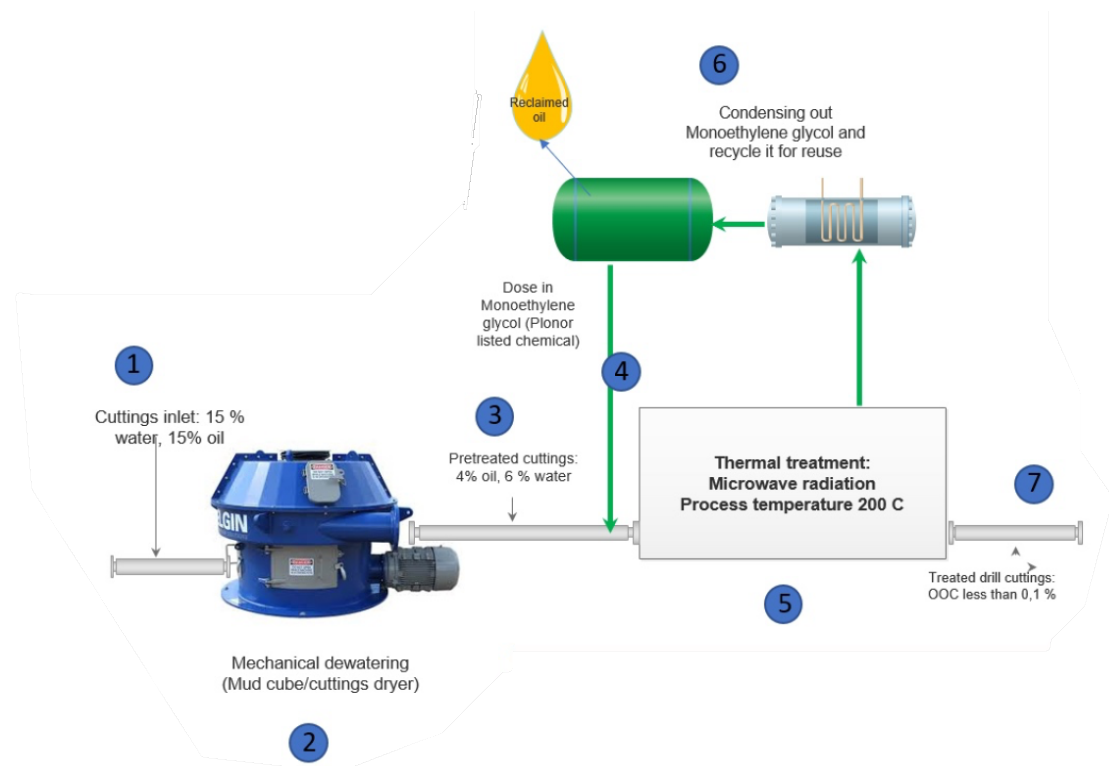 6
Reclaimed
oil
Condensing out
Monoethylene glycol and
recycle it for reuse
Dose in
Monoethylene
glycol (Plonor
listed chemical)
1
4
Cuttings inlet: 15 %
water, 15% oil
3
Pretreated cuttings:
4% oil, 6 % water
Thermal treatment:
Microwave radiation
Process temperature 200 C
7
ELGIN
Treated drill cuttings:
OOC less than 0,1 %
5
Mechanical dewatering
(Mud cube/cuttings dryer)
2